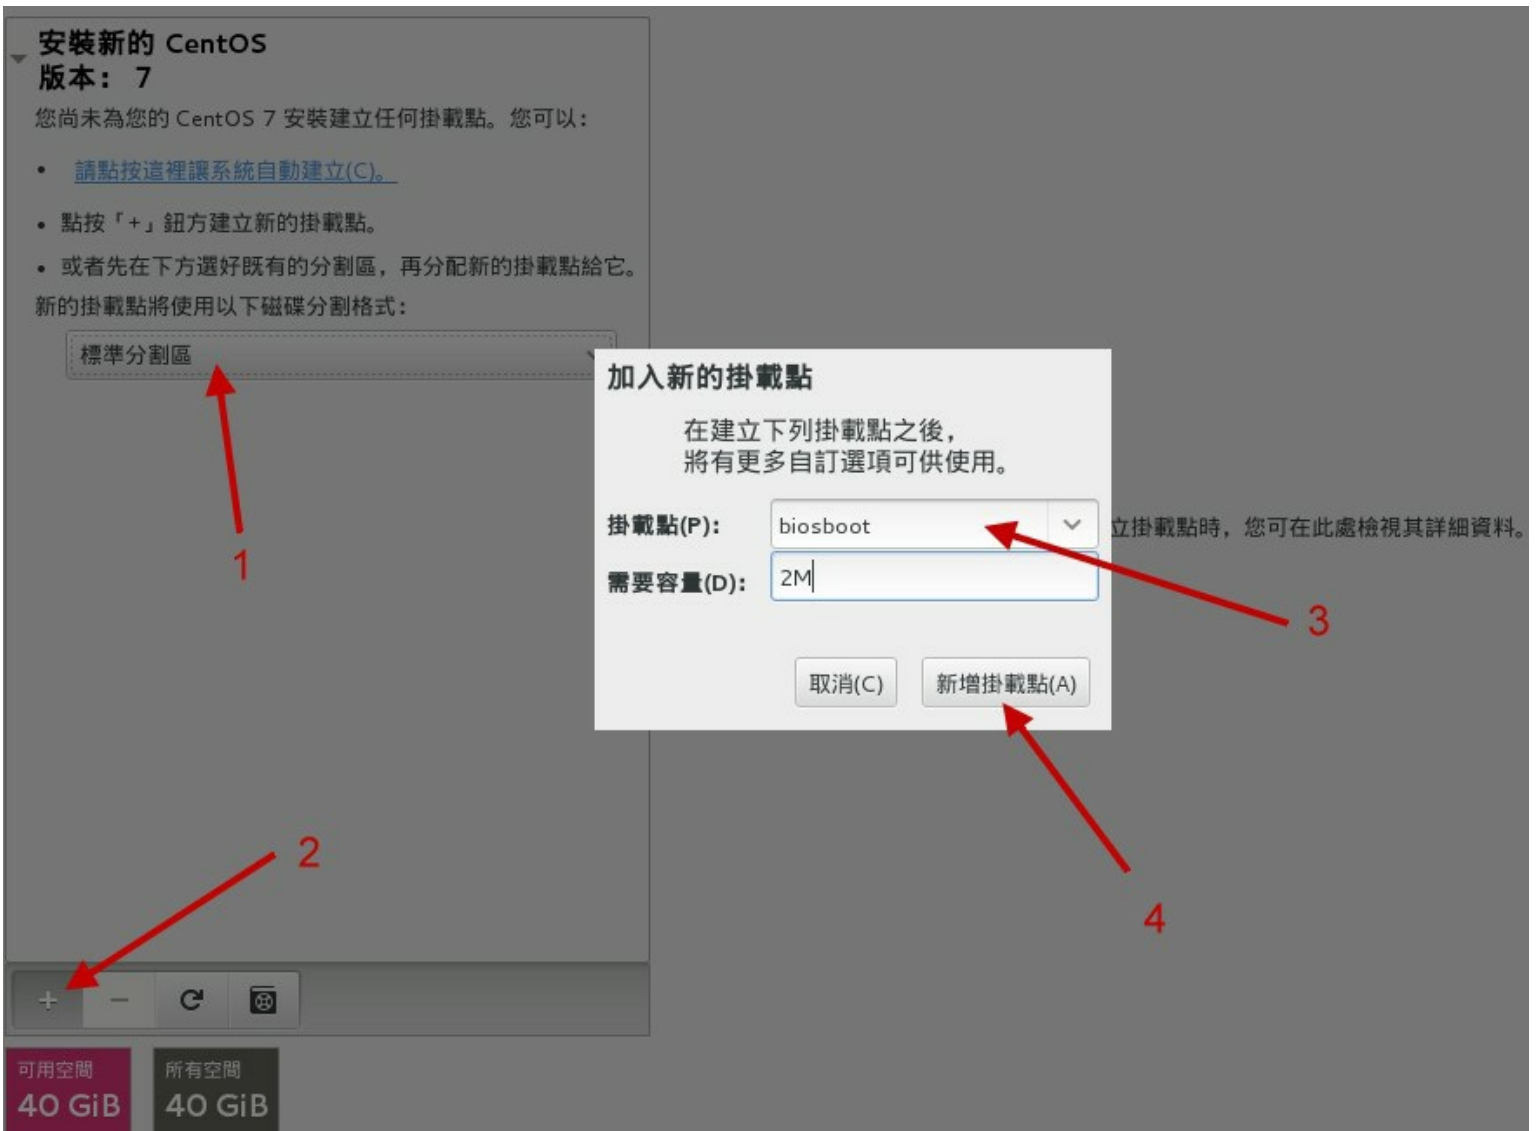 安裝新的 CentOS
版本： 7
您尚未為您的 CentOS 7 安裝建立任何掛載點。您可以：
• 請點按這裡讓系統自動建立(C)。
• 點按「+」鈕方建立新的掛載點。
• 或者先在下方選好既有的分割區，再分配新的掛載點給它。
新的掛載點將使用以下磁碟分割格式：
標準分割區
1
加入新的掛載點
在建立下列掛載點之後，
將有更多自訂選項可供使用。
掛載點(P)： biosboot
立掛載點時，您可在此處檢視其詳細資料。
需要容量(D)： 2M
3
取消(C) 新增掛載點(A)
2
4
+ −
可用空間
40 GiB
所有空間
40 GiB